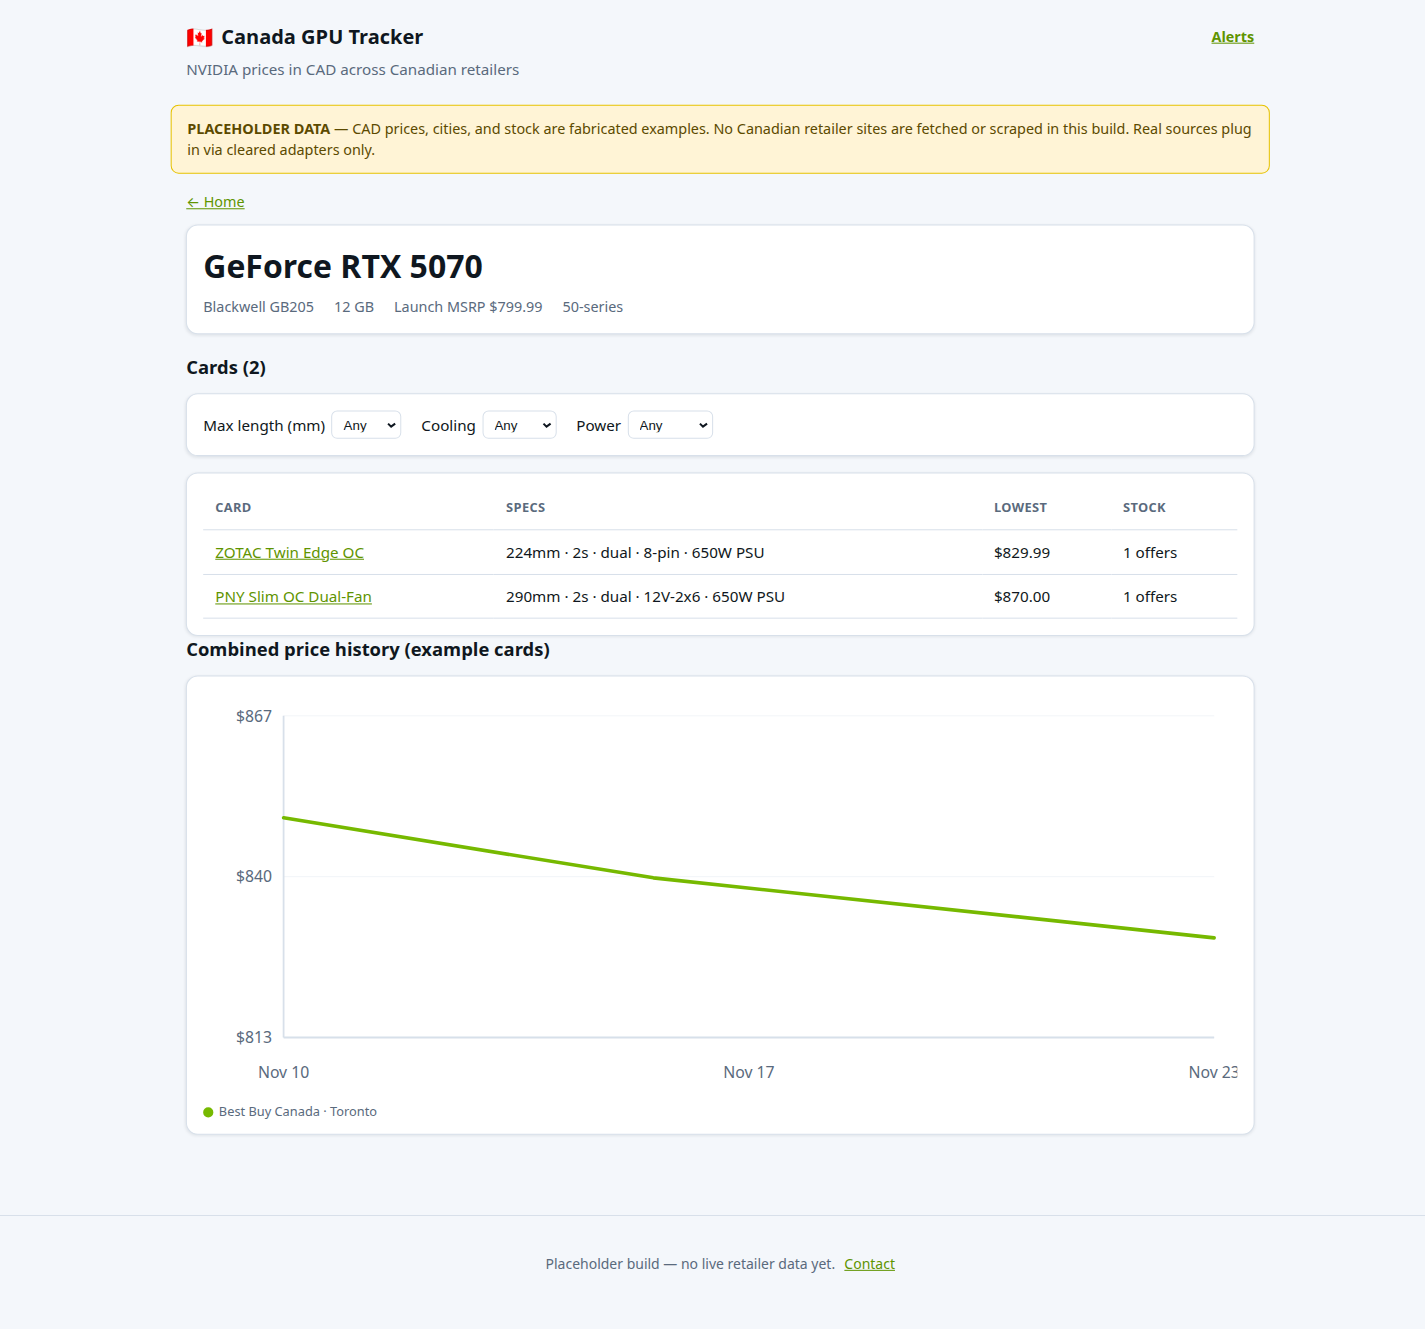 🇨🇦 Canada GPU Tracker
Alerts
NVIDIA prices in CAD across Canadian retailers
PLACEHOLDER DATA — CAD prices, cities, and stock are fabricated examples. No Canadian retailer sites are fetched or scraped in this build. Real sources plug
in via cleared adapters only.
← Home
GeForce RTX 5070
Blackwell GB205 12 GB Launch MSRP $799.99 50-series
Cards (2)
Max length (mm) Any Cooling Any Power Any
CARD SPECS LOWEST STOCK
ZOTAC Twin Edge OC 224mm · 2s · dual · 8-pin · 650W PSU $829.99 1 offers
PNY Slim OC Dual-Fan 290mm · 2s · dual · 12V-2x6 · 650W PSU $870.00 1 offers
Combined price history (example cards)
$867
$840
$813
Nov 10 Nov 17 Nov 23
Best Buy Canada · Toronto
Placeholder build — no live retailer data yet. Contact